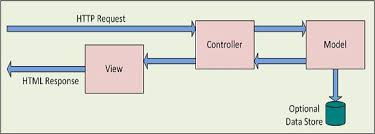 HTTP Request
Controller
Model
View
HTML Response
Optional
Data Store